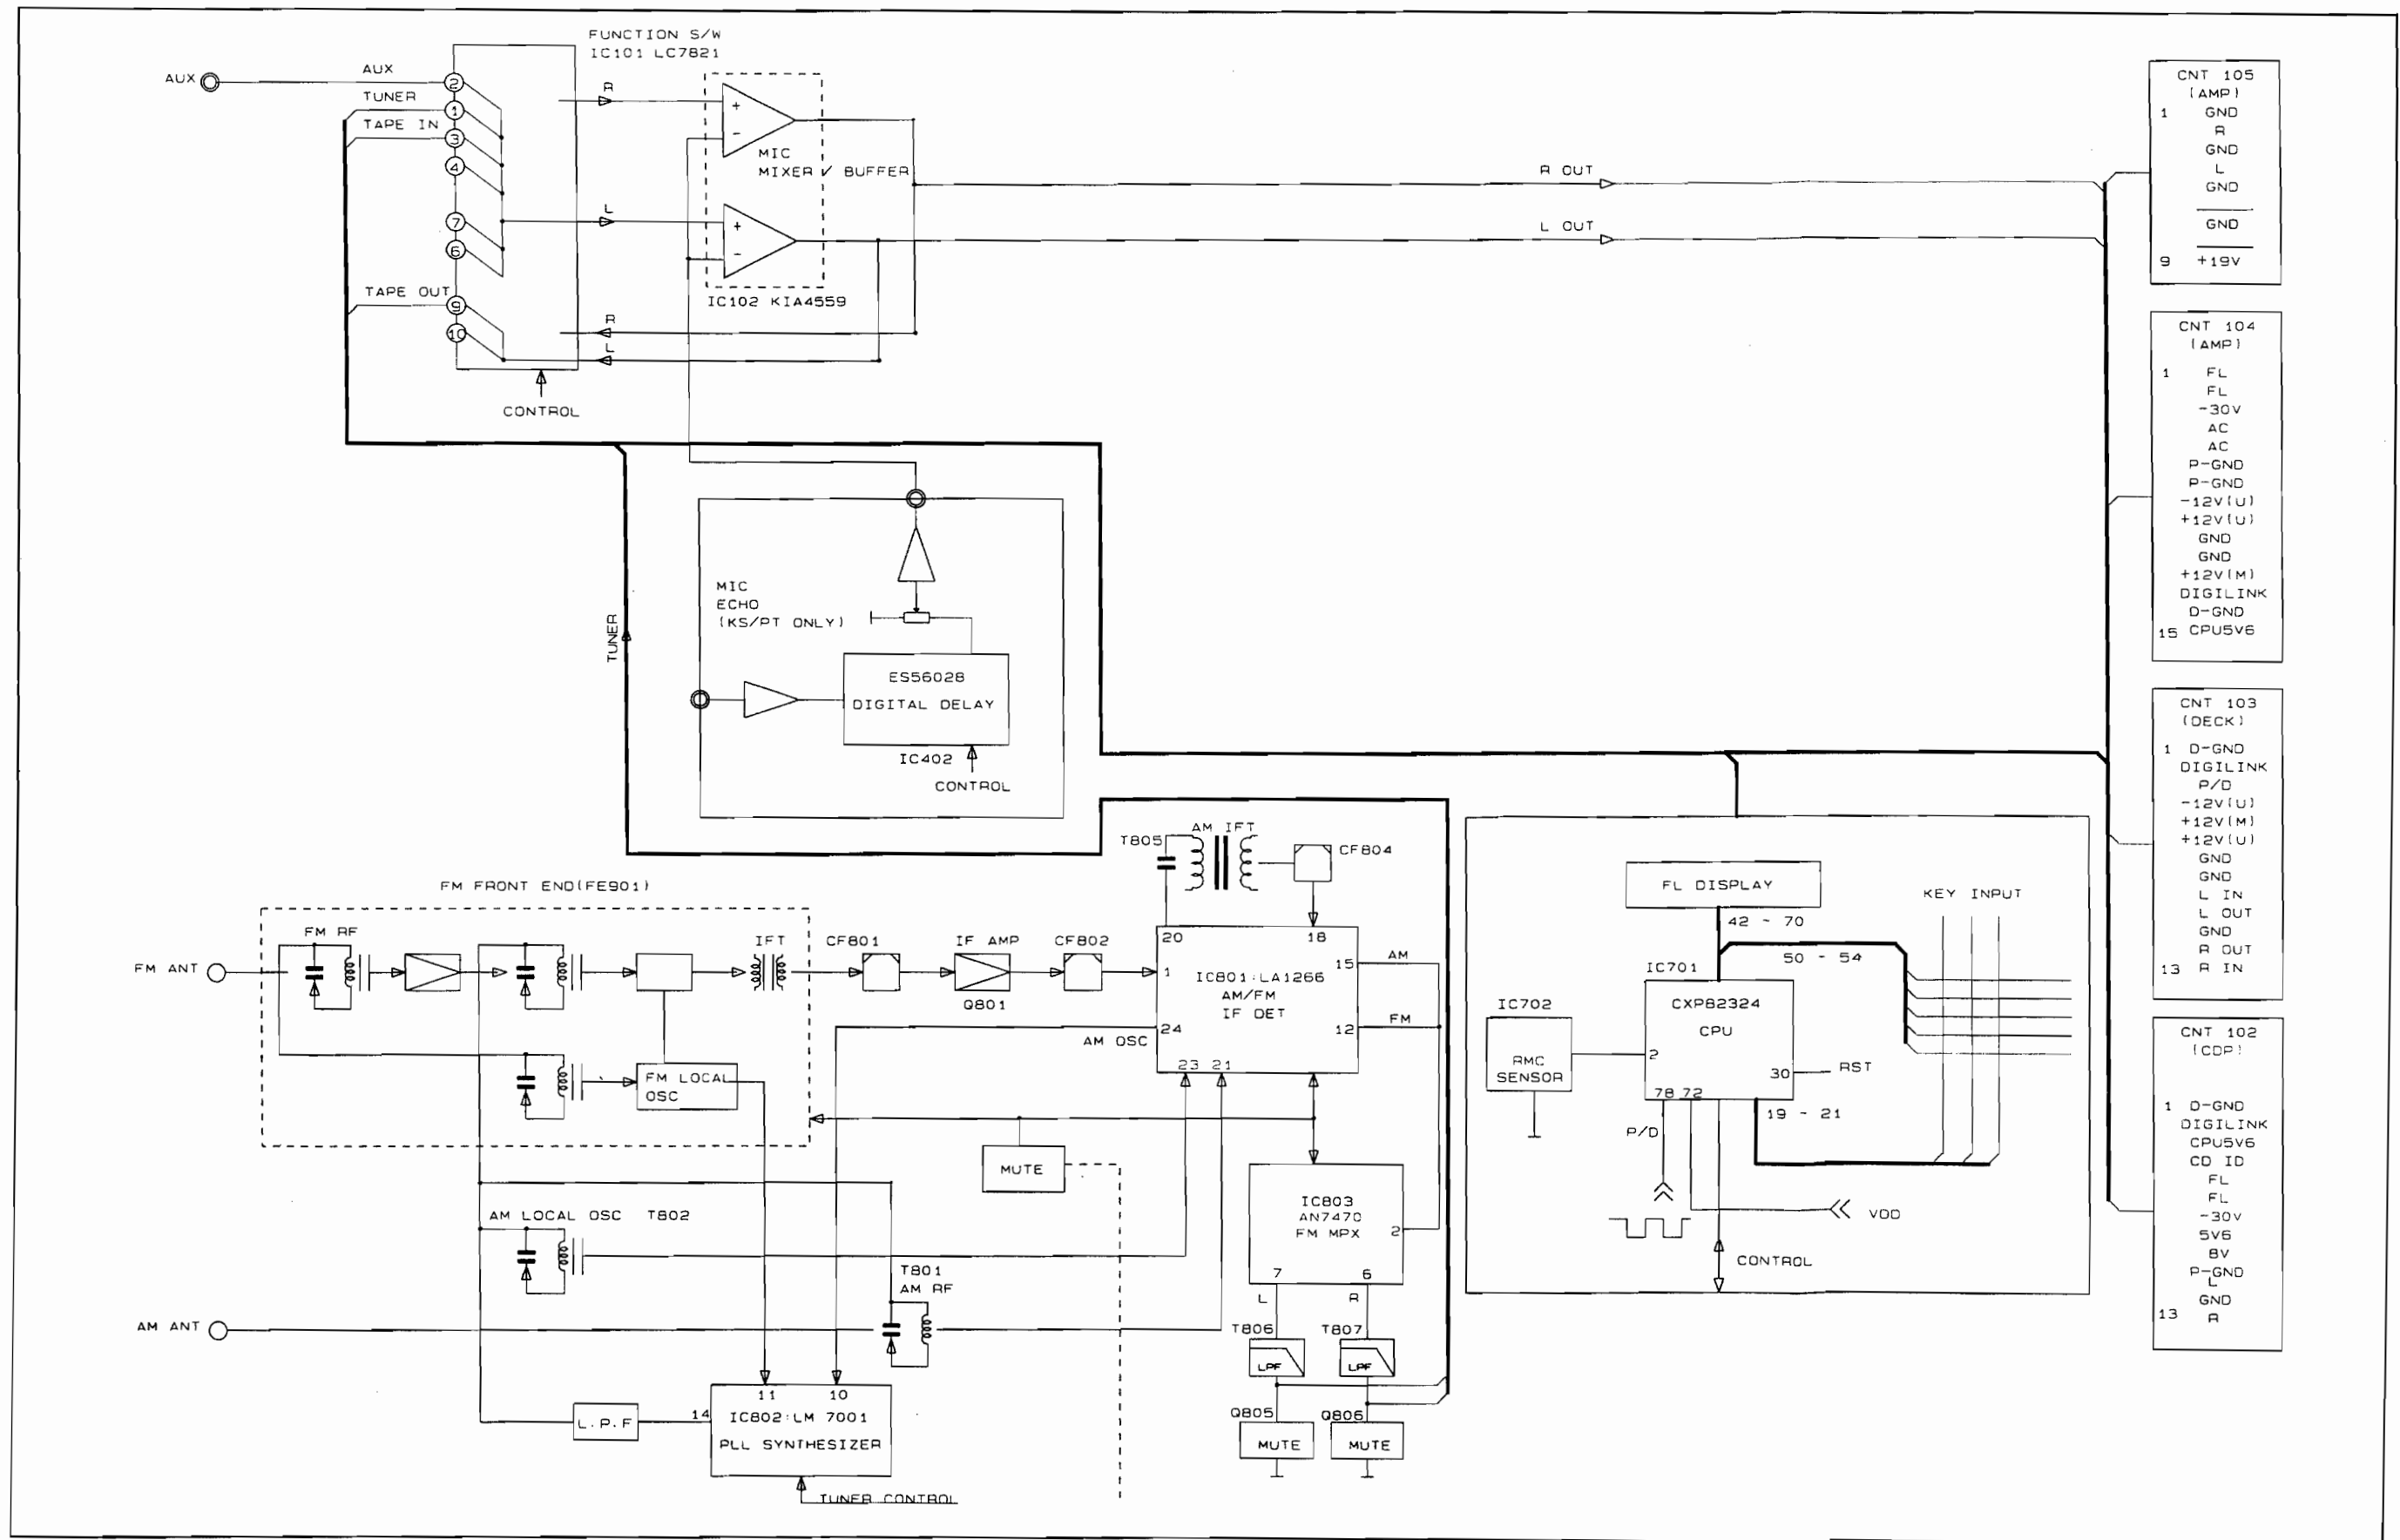 FUNCTION S/W
IC101 LC7821
AUX
AUX
2
TUNER
1
TAPE IN
3
4
7
6
TAPE OUT
9
10
R
L
R
L
CONTROL
+
-
MIC
MIXER / BUFFER
+
-
IC102 KIA4559
R OUT
L OUT
TUNER
MIC
ECHO
(KS/PT ONLY)
ES56028
DIGITAL DELAY
IC402
CONTROL
FM FRONT END(FE901)
FM RF
FM ANT
IFT
CF801
IF AMP
Q801
CF802
FM LOCAL
OSC
T805
AM IFT
CF804
20
18
1
15
AM
IC801:LA1266
AM/FM
IF DET
24
12
FM
AM OSC
23 21
MUTE
AM LOCAL OSC T802
T801
AM RF
AM ANT
IC803
AN7470
FM MPX
2
7
6
L
R
T806
T807
LPF
LPF
Q805
Q806
MUTE
MUTE
L.P.F
14
11
10
IC802:LM 7001
PLL SYNTHESIZER
TUNER CONTROL
FL DISPLAY
42 - 70
KEY INPUT
50 - 54
IC701
IC702
CXP82324
CPU
RMC
SENSOR
2
30
RST
78 72
19 - 21
P/D
VDD
CONTROL
CNT 105
(AMP)
1 GND
R
GND
L
GND
GND
9 +19V
CNT 104
(AMP)
1 FL
FL
-30V
AC
AC
P-GND
P-GND
-12V(U)
+12V(U)
GND
GND
+12V(M)
DIGILINK
D-GND
15 CPU5V6
CNT 103
(DECK)
1 D-GND
DIGILINK
P/D
-12V(U)
+12V(M)
+12V(U)
GND
GND
L IN
L OUT
GND
R OUT
13 R IN
CNT 102
(CDP)
1 D-GND
DIGILINK
CPU5V6
CD ID
FL
FL
-30V
5V6
8V
P-GND
L
GND
13 R